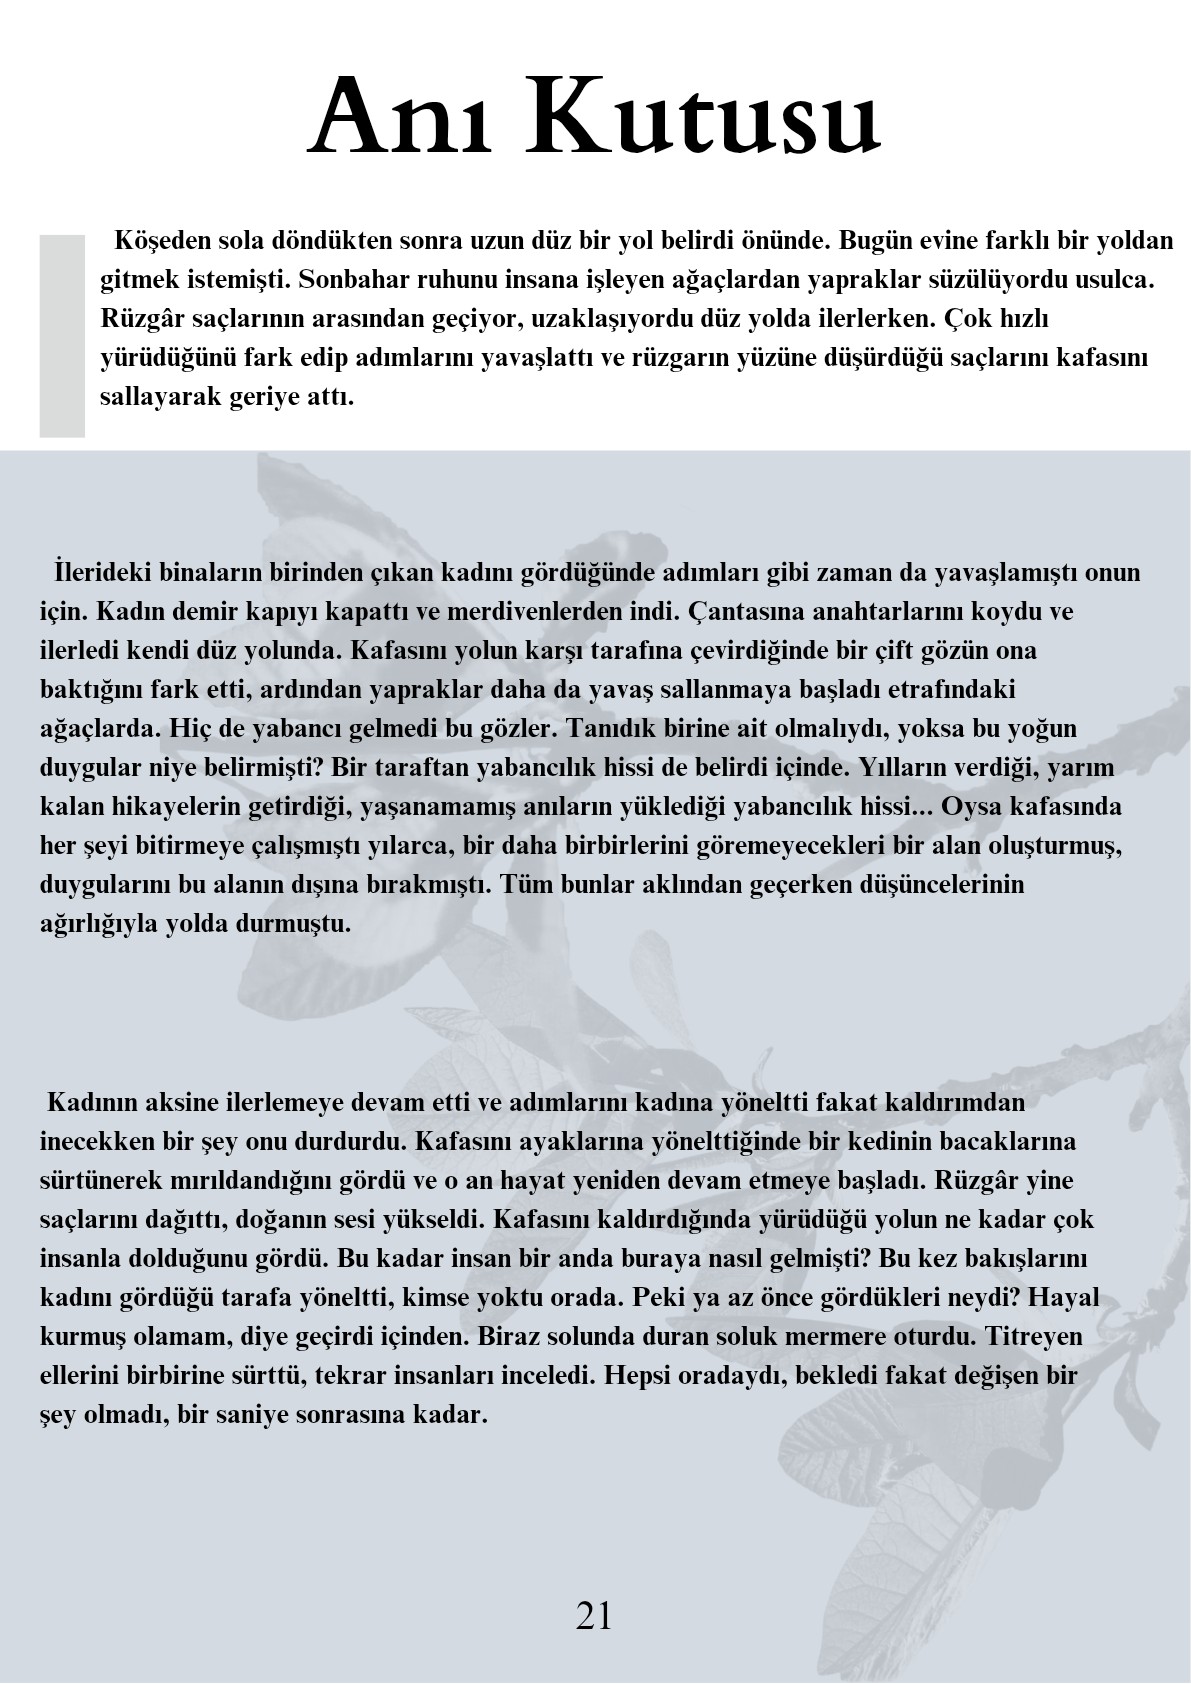 Anı Kutusu
Köşeden sola döndükten sonra uzun düz bir yol belirdi önünde. Bugün evine farklı bir yoldan
gitmek istemişti. Sonbahar ruhunu insana işleyen ağaçlardan yapraklar süzülüyordu usulca.
Rüzgâr saçlarının arasından geçiyor, uzaklaşıyordu düz yolda ilerlerken. Çok hızlı
yürüdüğünü fark edip adımlarını yavaşlattı ve rüzgarın yüzüne düşürdüğü saçlarını kafasını
sallayarak geriye attı.
İlerideki binaların birinden çıkan kadını gördüğünde adımları gibi zaman da yavaşlamıştı onun
için. Kadın demir kapıyı kapattı ve merdivenlerden indi. Çantasına anahtarlarını koydu ve
ilerledi kendi düz yolunda. Kafasını yolun karşı tarafına çevirdiğinde bir çift gözün ona
baktığını fark etti, ardından yapraklar daha da yavaş sallanmaya başladı etrafındaki
ağaçlarda. Hiç de yabancı gelmedi bu gözler. Tanıdık birine ait olmalıydı, yoksa bu yoğun
duygular niye belirmişti? Bir taraftan yabancılık hissi de belirdi içinde. Yılların verdiği, yarım
kalan hikayelerin getirdiği, yaşanamamış anıların yüklediği yabancılık hissi... Oysa kafasında
her şeyi bitirmeye çalışmıştı yılarca, bir daha birbirlerini göremeyecekleri bir alan oluşturmuş,
duygularını bu alanın dışına bırakmıştı. Tüm bunlar aklından geçerken düşüncelerinin
ağırlığıyla yolda durmuştu.
Kadının aksine ilerlemeye devam etti ve adımlarını kadına yöneltti fakat kaldırımdan
inecekken bir şey onu durdurdu. Kafasını ayaklarına yönelttiğinde bir kedinin bacaklarına
sürtünerek mırıldandığını gördü ve o an hayat yeniden devam etmeye başladı. Rüzgâr yine
saçlarını dağıttı, doğanın sesi yükseldi. Kafasını kaldırdığında yürüdüğü yolun ne kadar çok
insanla dolduğunu gördü. Bu kadar insan bir anda buraya nasıl gelmişti? Bu kez bakışlarını
kadını gördüğü tarafa yöneltti, kimse yoktu orada. Peki ya az önce gördükleri neydi? Hayal
kurmuş olamam, diye geçirdi içinden. Biraz solunda duran soluk mermere oturdu. Titreyen
ellerini birbirine sürttü, tekrar insanları inceledi. Hepsi oradaydı, bekledi fakat değişen bir
şey olmadı, bir saniye sonrasına kadar.
21